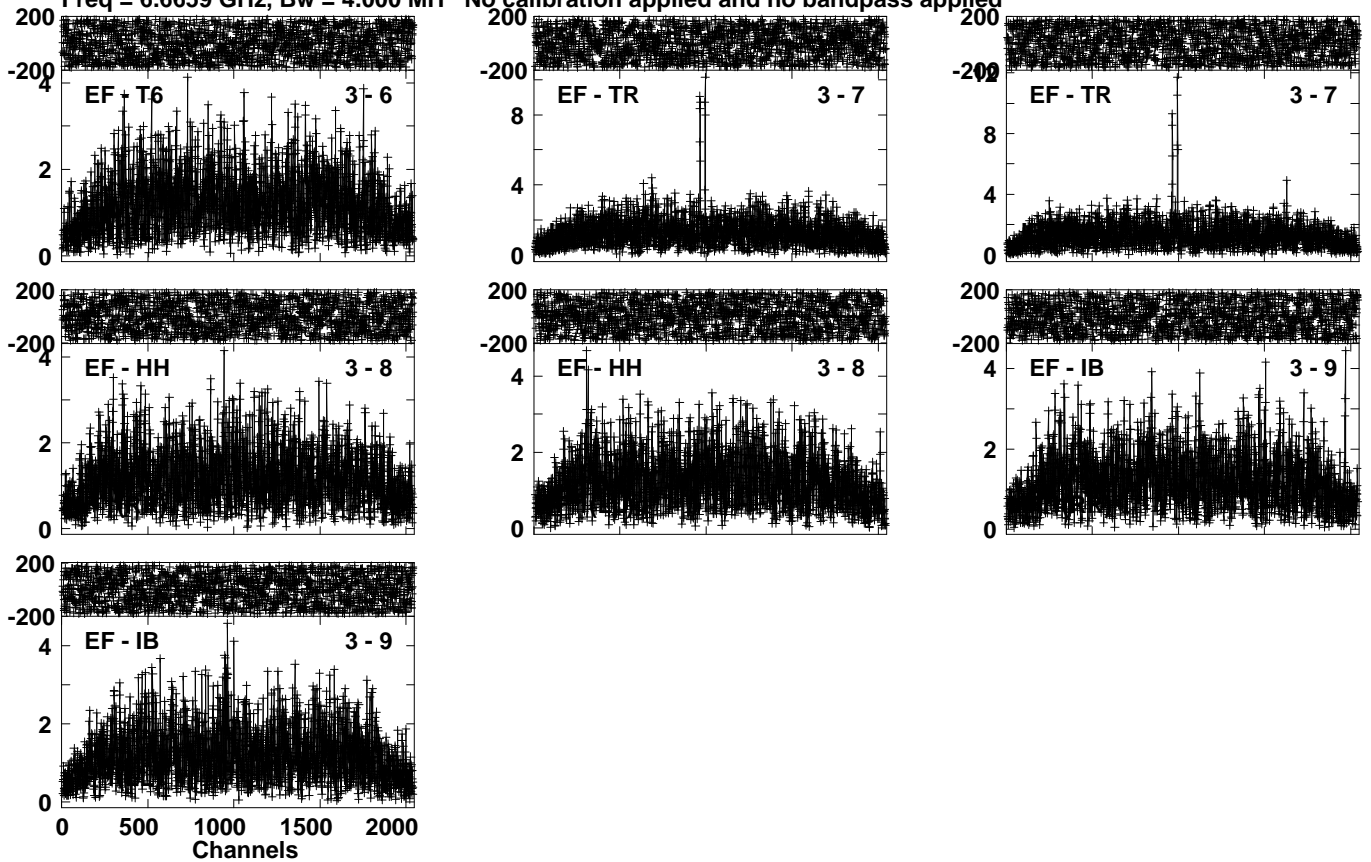 Freq = 6.6659 GHz, Bw = 4.000 MH No calibration applied and no bandpass applied
200 200 200
-200 -200 -200
4 12
EF - T6 3 - 6 EF - TR 3 - 7 EF - TR 3 - 7
8 8
2
4 4
0 0 0
200 200 200
-200 -200 -200
4 4 4
EF - HH 3 - 8 EF - HH 3 - 8 EF - IB 3 - 9
2 2 2
0 0 0
200
-200
EF - IB 3 - 9
4
2
0
0 500 1000 1500 2000
Channels